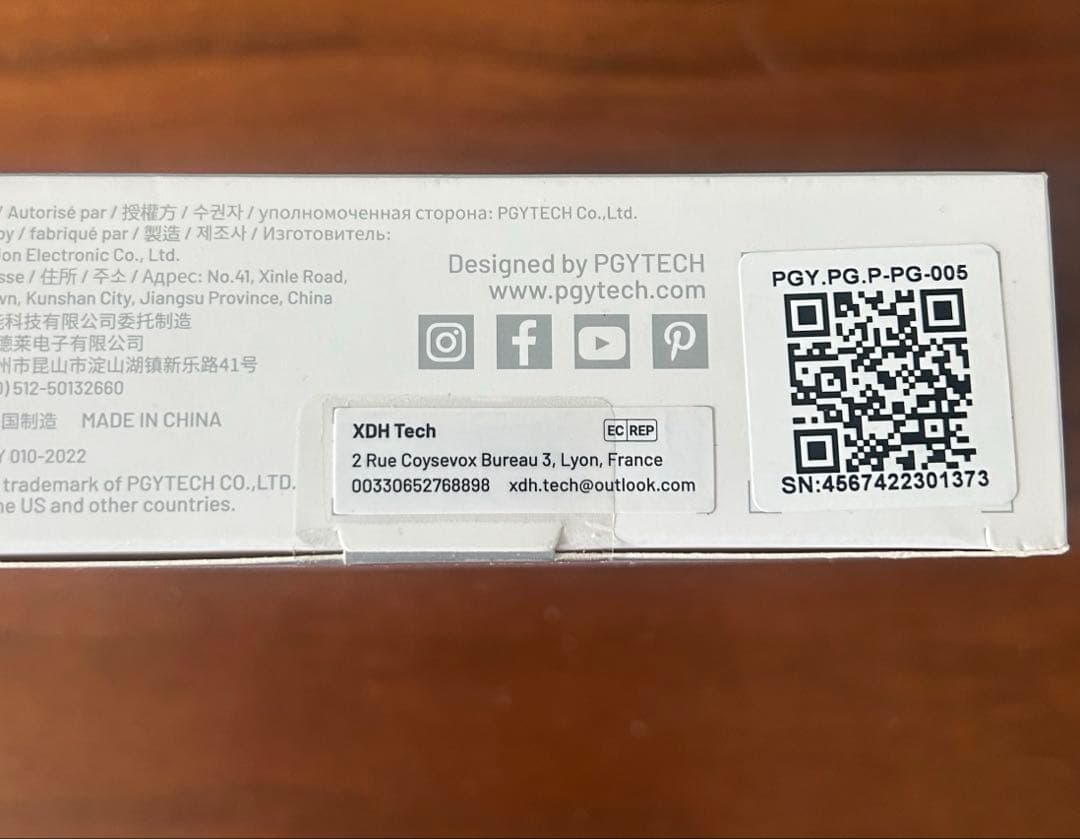 / Autorisé par / 授權方 / 수권자 / уполномоченная сторона: PGYTECH Co.,Ltd.
by / fabriqué par / 製造 / 제조사 / Изготовитель:
on Electronic Co., Ltd.
sse / 住所 / 주소 / Адрес: No.41, Xinle Road,
wn, Kunshan City, Jiangsu Province, China
能科技有限公司委托制造
德莱电子有限公司
州市昆山市淀山湖镇新乐路41号
0)512-50132660
国制造 MADE IN CHINA
Y 010-2022
trademark of PGYTECH CO.,LTD.
he US and other countries.
Designed by PGYTECH
www.pgytech.com
XDH Tech EC REP
2 Rue Coysevox Bureau 3, Lyon, France
00330652768898 xdh.tech@outlook.com
PGY.PG.P-PG-005
SN:4567422301373